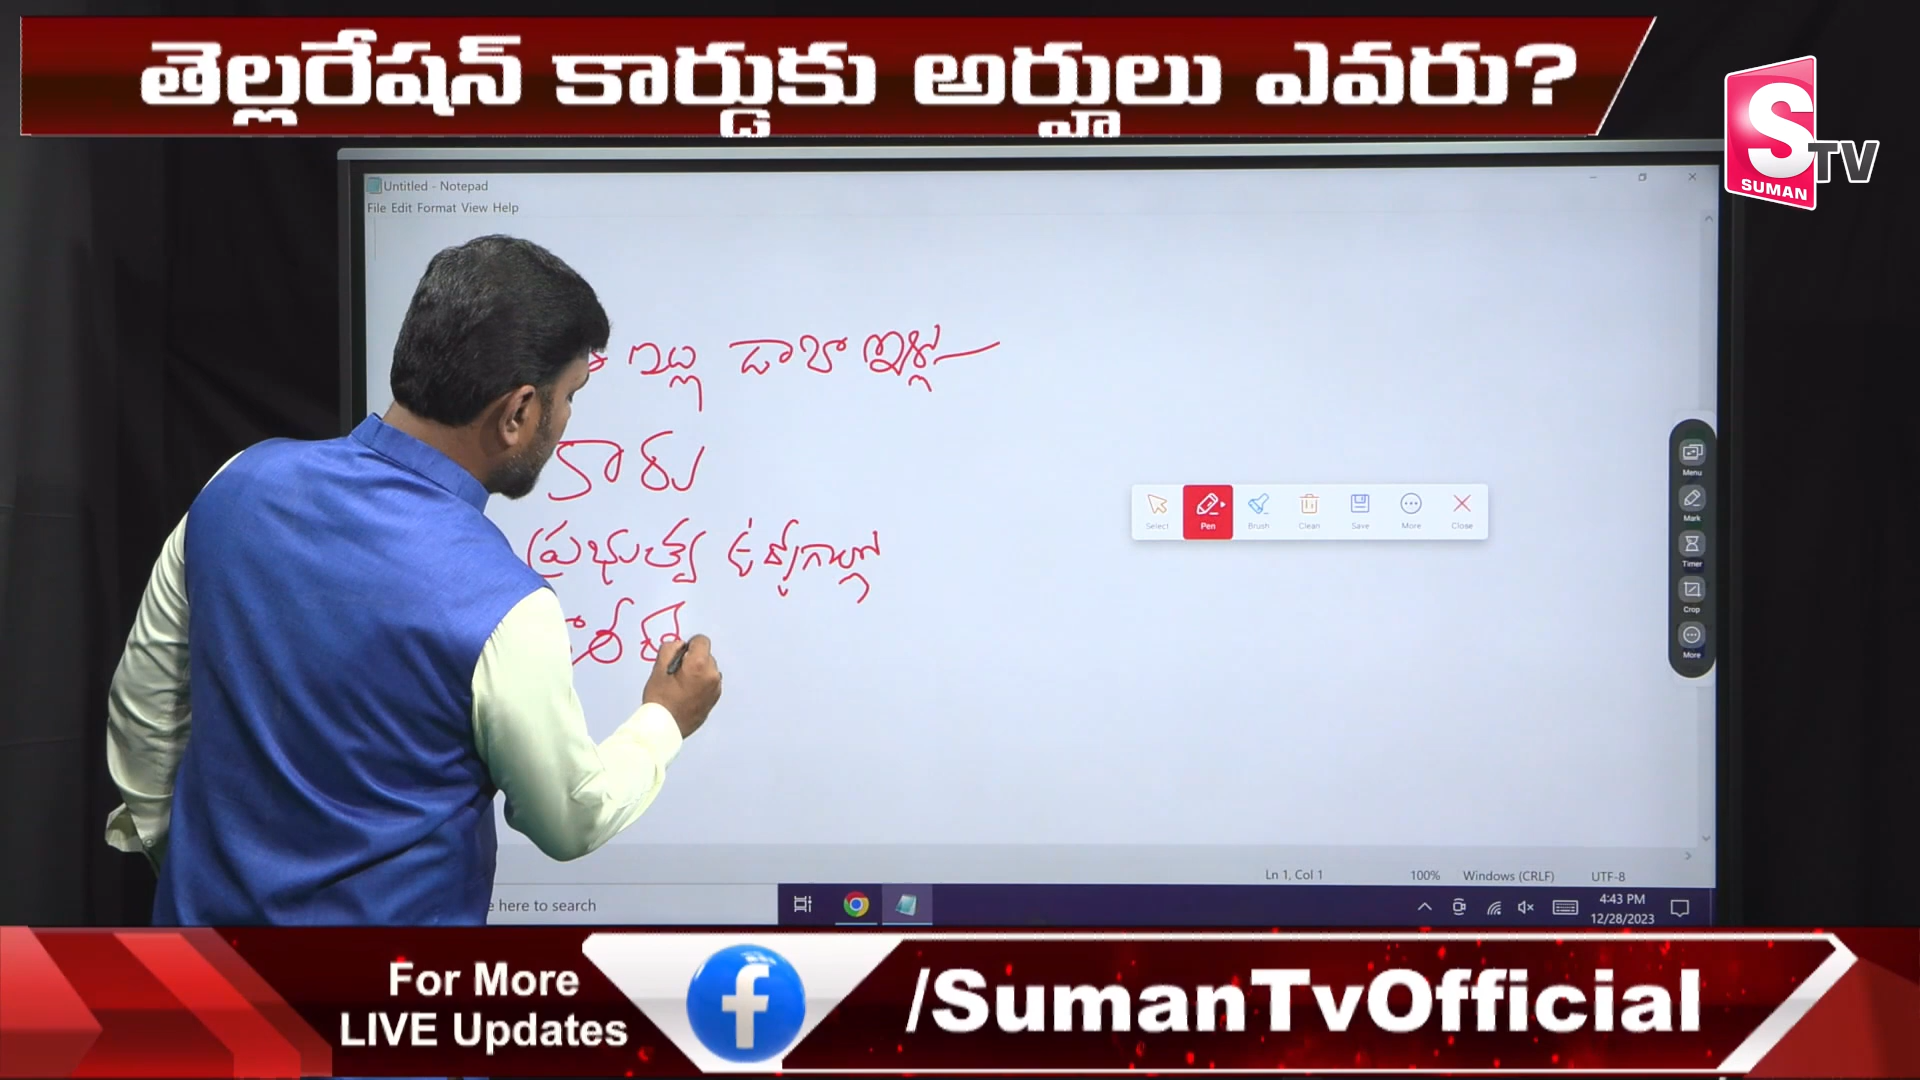 తెల్లరేషన్ కార్డుకు అర్హులు ఎవరు?
S TV
SUMAN
Untitled - Notepad
File Edit Format View Help
డాబా ఇళ్లు
కారు
ప్రభుత్వ ఉద్యోగాల్లో
Select
Pen
Brush
Clean
Save
More
Close
Menu
Mark
Timer
Crop
More
Ln 1, Col 1
100%
Windows (CRLF)
UTF-8
e here to search
4:43 PM
12/28/2023
For More
LIVE Updates
/SumanTvOfficial